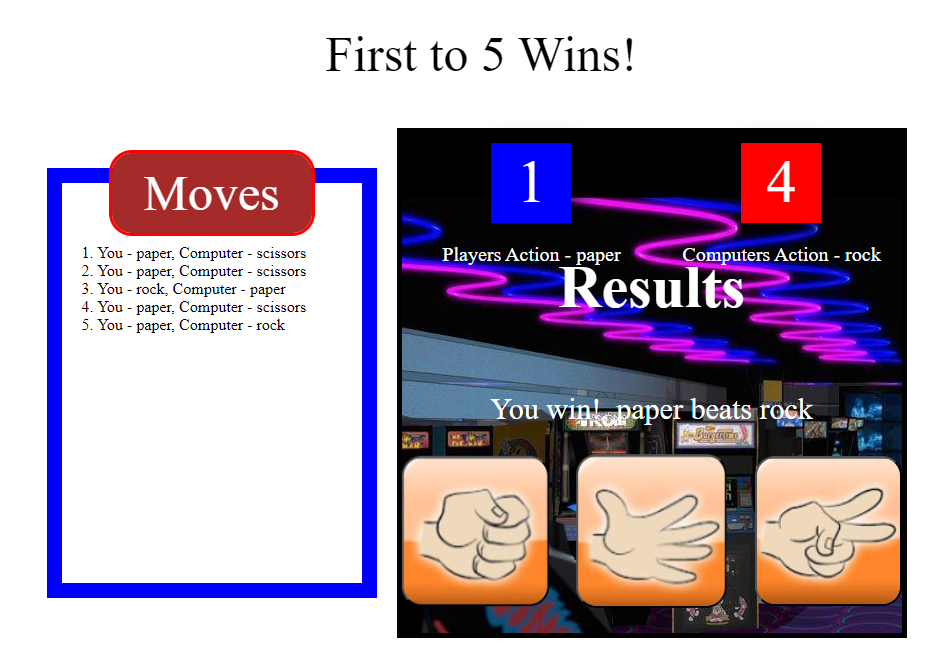 First to 5 Wins!
Moves
1. You - paper, Computer - scissors
2. You - paper, Computer - scissors
3. You - rock, Computer - paper
4. You - paper, Computer - scissors
5. You - paper, Computer - rock
1
4
Players Action - paper
Computers Action - rock
Results
You win!, paper beats rock